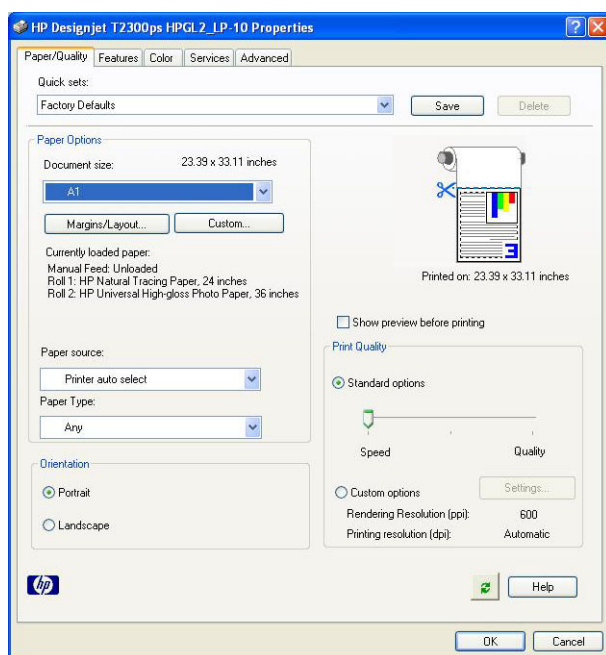 HP Designjet T2300ps HPGL2_LP-10 Properties
Paper/Quality Features Color Services Advanced
Quick sets:
Factory Defaults
Save
Delete
Paper Options
Document size:
23.39 x 33.11 inches
A1
Margins/Layout...
Custom...
Currently loaded paper:
Manual Feed: Unloaded
Roll 1: HP Natural Tracing Paper, 24 inches
Roll 2: HP Universal High-gloss Photo Paper, 36 inches
Paper source:
Printer auto select
Paper Type:
Any
Orientation
Portrait
Landscape
3
Printed on: 23.39 x 33.11 inches
Show preview before printing
Print Quality
Standard options
Speed
Quality
Custom options
Settings...
Rendering Resolution (ppi): 600
Printing resolution (dpi): Automatic
hp
Help
OK
Cancel